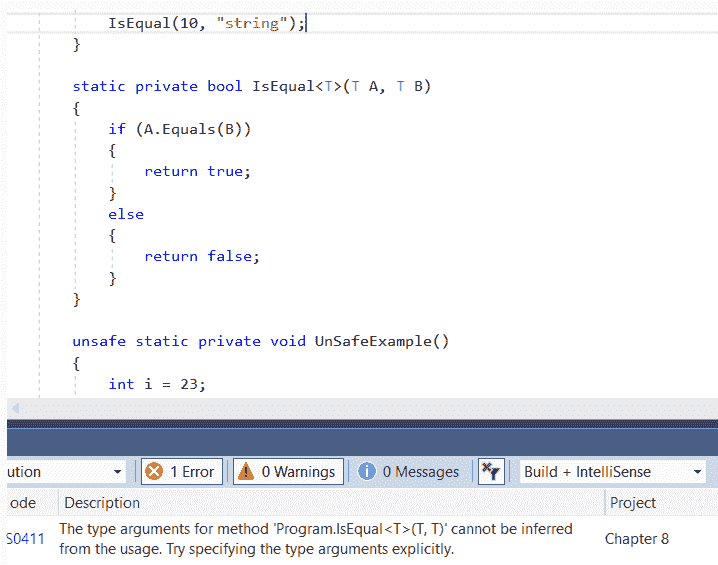 IsEqual(10, "string");
}
static private bool IsEqual<T>(T A, T B)
{
if (A.Equals(B))
{
return true;
}
else
{
return false;
}
}
unsafe static private void UnSafeExample()
{
int i = 23;
ution 1 Error 0 Warnings 0 Messages Build + IntelliSense
ode Description Project
S0411 The type arguments for method 'Program.IsEqual<T>(T, T)' cannot be inferred Chapter 8
from the usage. Try specifying the type arguments explicitly.